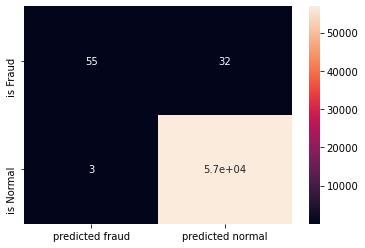 is Fraud
55
32
is Normal
3
5.7e+04
predicted fraud
predicted normal
50000
40000
30000
20000
10000